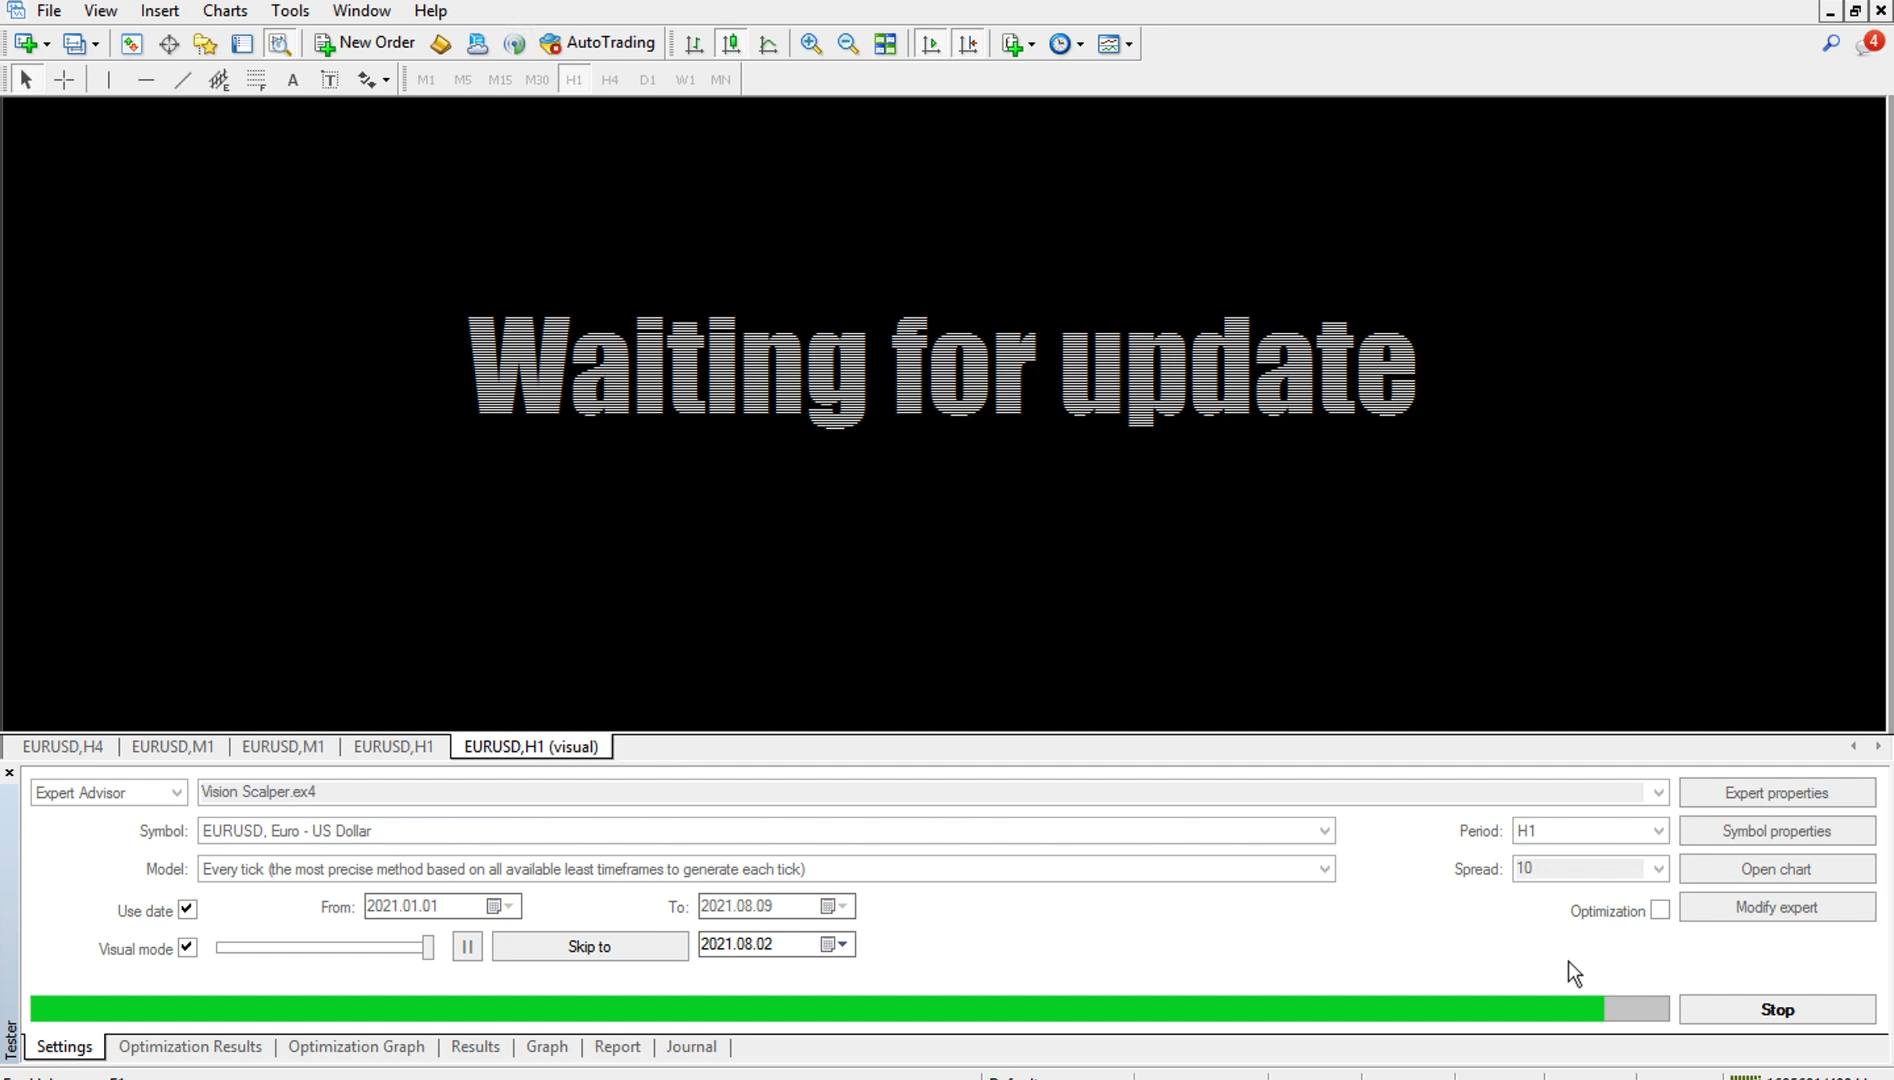 File View Insert Charts Tools Window Help
New Order AutoTrading 4
A T M1 M5 M15 M30 H1 H4 D1 W1 MN
Waiting for update
EURUSD,H4 EURUSD,M1 EURUSD,M1 EURUSD,H1 EURUSD,H1 (visual)
Expert Advisor Vision Scalper.ex4 Expert properties
Symbol: EURUSD, Euro - US Dollar Period: H1 Symbol properties
Model: Every tick (the most precise method based on all available least timeframes to generate each tick) Spread: 10 Open chart
Use date From: 2021.01.01 To: 2021.08.09 Optimization Modify expert
Visual mode Skip to 2021.08.02
Stop
Tester
Settings Optimization Results Optimization Graph Results Graph Report Journal